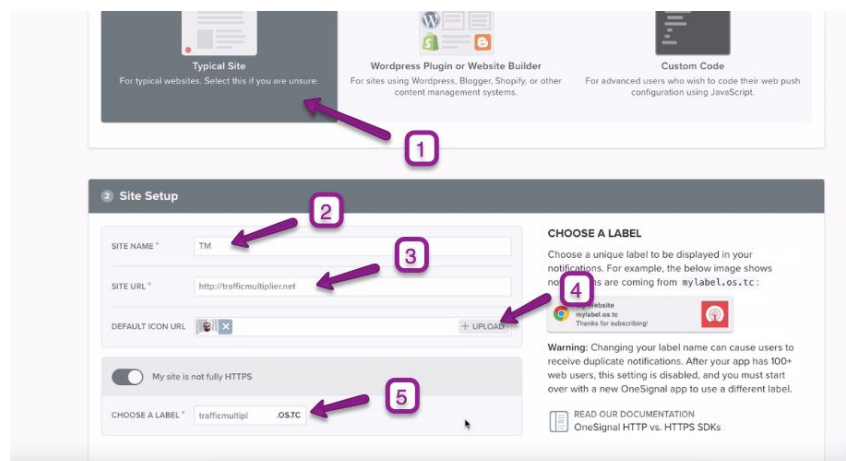 Typical Site
For typical websites. Select this if you are unsure.
Wordpress Plugin or Website Builder
For sites using Wordpress, Blogger, Shopify, or other
content management systems.
Custom Code
For advanced users who wish to code their web push
configuration using JavaScript.
1
2 Site Setup
2
SITE NAME *
TM
3
SITE URL *
http://trafficmultiplier.net
4
DEFAULT ICON URL
+ UPLOAD
My site is not fully HTTPS
5
CHOOSE A LABEL *
trafficmultipl .OS.TC
CHOOSE A LABEL
Choose a unique label to be displayed in your
notifications. For example, the below image shows
are coming from mylabel.os.tc:
Website
mylabel.os.tc
Thanks for subscribing!
Warning: Changing your label name can cause users to
receive duplicate notifications. After your app has 100+
web users, this setting is disabled, and you must start
over with a new OneSignal app to use a different label.
READ OUR DOCUMENTATION
OneSignal HTTP vs. HTTPS SDKs